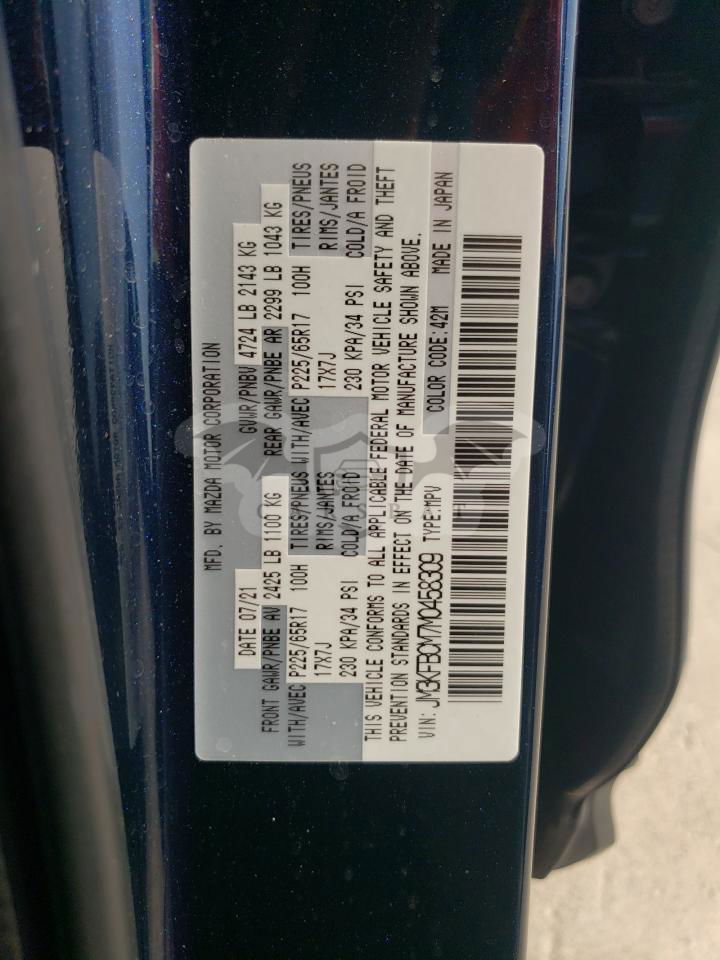 MFD. BY MAZDA MOTOR CORPORATION
DATE 07/21 GVWR/PNBV 4724 LB 2143 KG
FRONT GAWR/PNBE AV 2425 LB 1100 KG REAR GAWR/PNBE AR 2299 LB 1043 KG
WITH/AVEC P225/65R17 100H TIRES/PNEUS WITH/AVEC P225/65R17 100H TIRES/PNEUS
17X7J RIMS/JANTES 17X7J RIMS/JANTES
230 KPA/34 PSI COLD/A FROID 230 KPA/34 PSI COLD/A FROID
THIS VEHICLE CONFORMS TO ALL APPLICABLE FEDERAL MOTOR VEHICLE SAFETY AND THEFT
PREVENTION STANDARDS IN EFFECT ON THE DATE OF MANUFACTURE SHOWN ABOVE.
VIN: JM3KFBCM7M0458309 TYPE:MPV COLOR CODE:42M MADE IN JAPAN